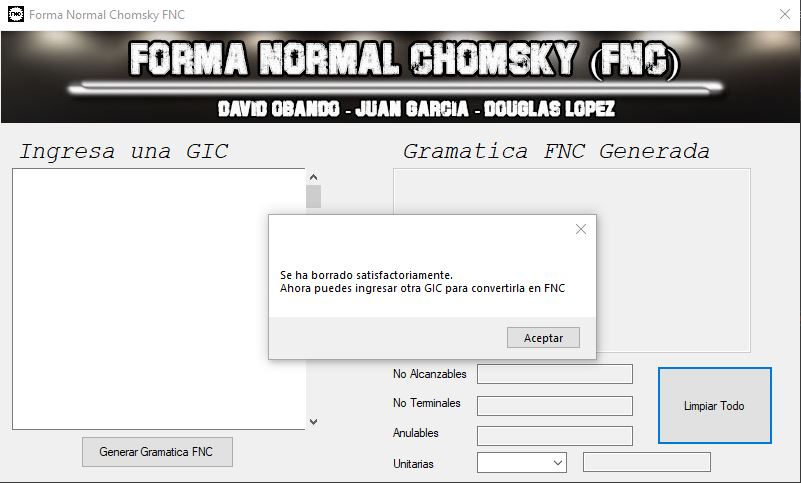 FNC Forma Normal Chomsky FNC
FORMA NORMAL CHOMSKY (FNC)
DAVID OBANDO - JUAN GARCIA - DOUGLAS LOPEZ
Ingresa una GIC
Gramatica FNC Generada
Se ha borrado satisfactoriamente.
Ahora puedes ingresar otra GIC para convertirla en FNC
Aceptar
No Alcanzables
No Terminales
Anulables
Unitarias
Limpiar Todo
Generar Gramatica FNC